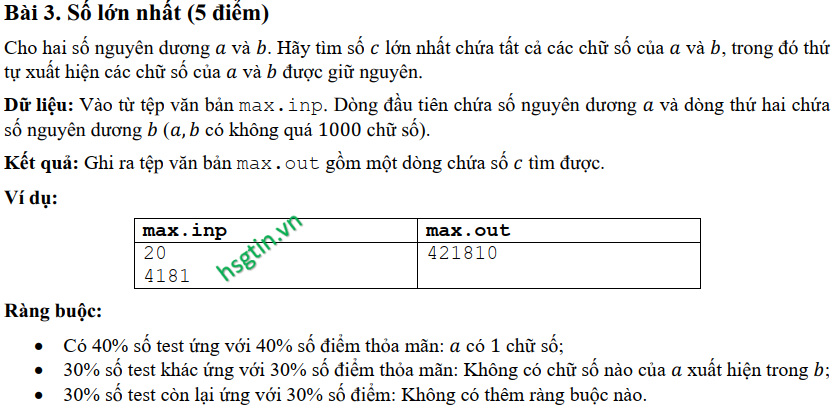 Bài 3. Số lớn nhất (5 điểm)
Cho hai số nguyên dương a và b. Hãy tìm số c lớn nhất chứa tất cả các chữ số của a và b, trong đó thứ
tự xuất hiện các chữ số của a và b được giữ nguyên.
Dữ liệu: Vào từ tệp văn bản max.inp. Dòng đầu tiên chứa số nguyên dương a và dòng thứ hai chứa
số nguyên dương b (a, b có không quá 1000 chữ số).
Kết quả: Ghi ra tệp văn bản max.out gồm một dòng chứa số c tìm được.
Ví dụ:
max.inp max.out
20 421810
4181
hsgtin.vn
Ràng buộc:
• Có 40% số test ứng với 40% số điểm thỏa mãn: a có 1 chữ số;
• 30% số test khác ứng với 30% số điểm thỏa mãn: Không có chữ số nào của a xuất hiện trong b;
• 30% số test còn lại ứng với 30% số điểm: Không có thêm ràng buộc nào.